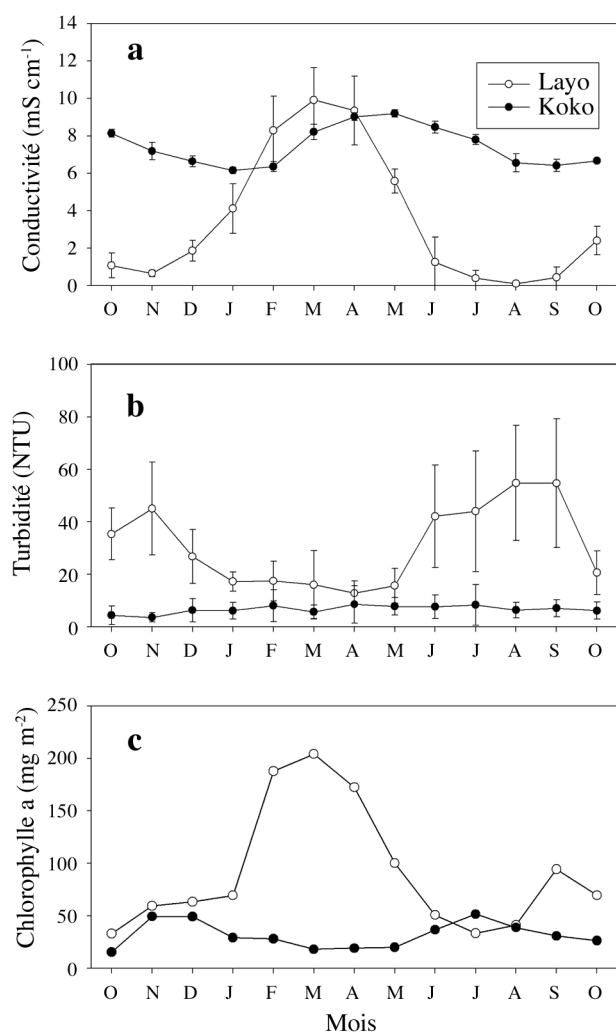 14
12
10
8
6
4
2
0
Conductivité (mS cm⁻¹)
a
Layo
Koko
O N D J F M A M J J A S O
100
80
60
40
20
0
Turbidité (NTU)
b
O N D J F M A M J J A S O
250
200
150
100
50
0
Chlorophylle a (mg m⁻²)
c
O N D J F M A M J J A S O
Mois